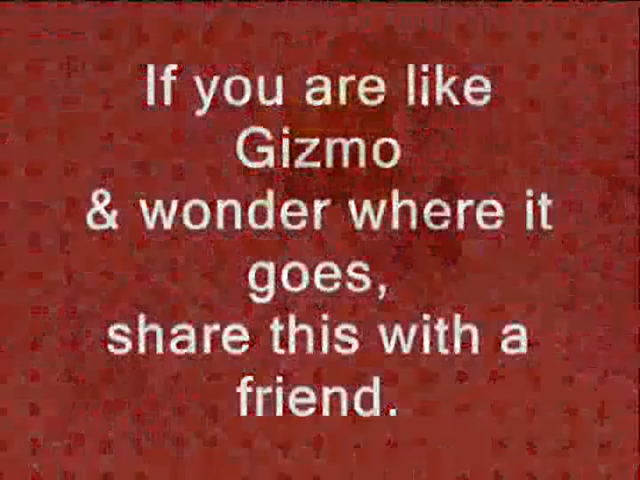 If you are like
Gizmo
& wonder where it
goes,
share this with a
friend.